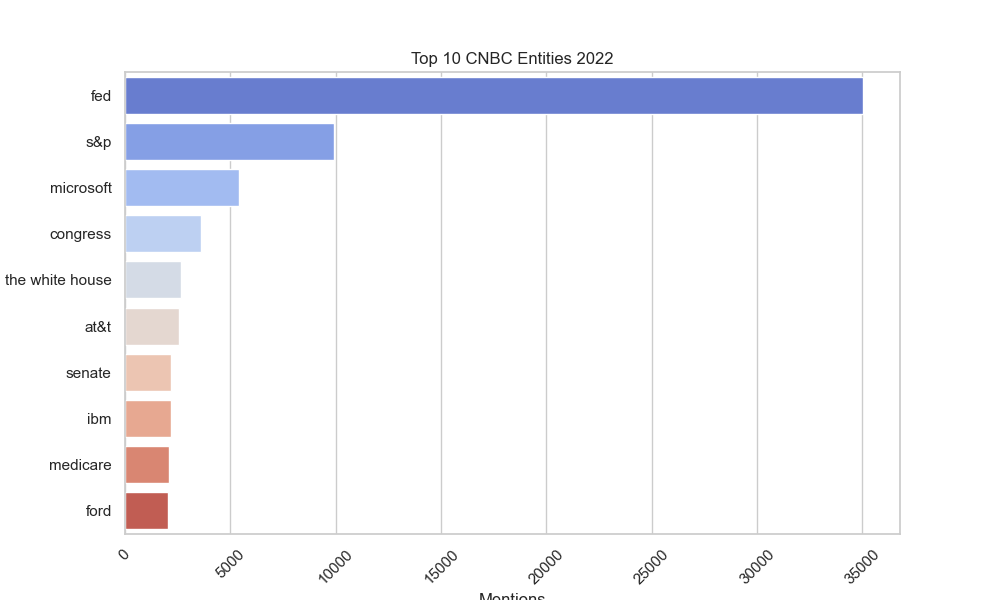 Top 10 CNBC Entities 2022
fed
s&p
microsoft
congress
the white house
at&t
senate
ibm
medicare
ford
0
5000
10000
15000
20000
25000
30000
35000
Mentions